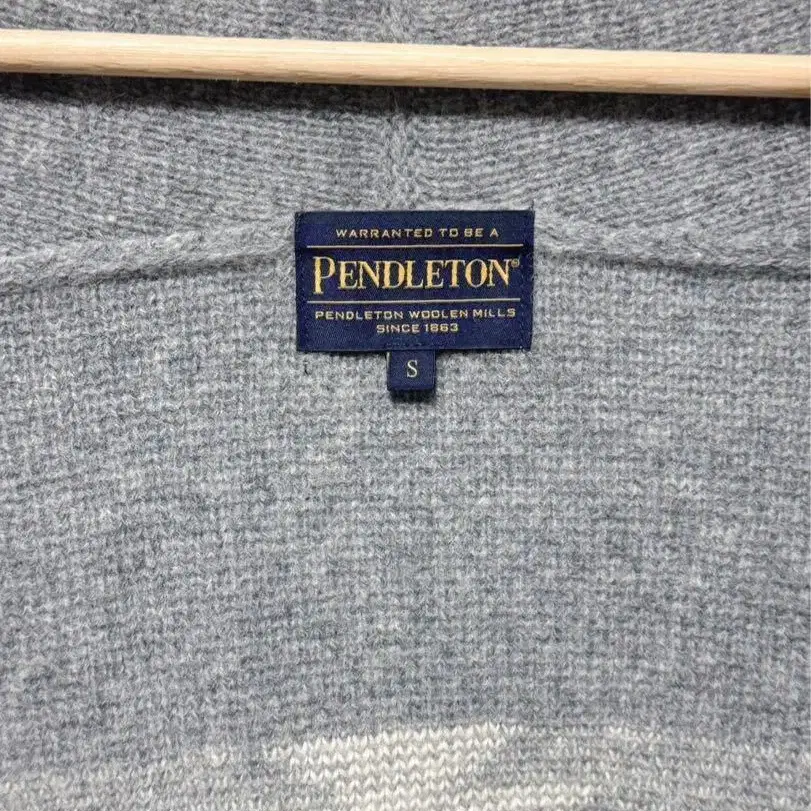 WARRANTED TO BE A
PENDLETON®
PENDLETON WOOLEN MILLS
SINCE 1863
S